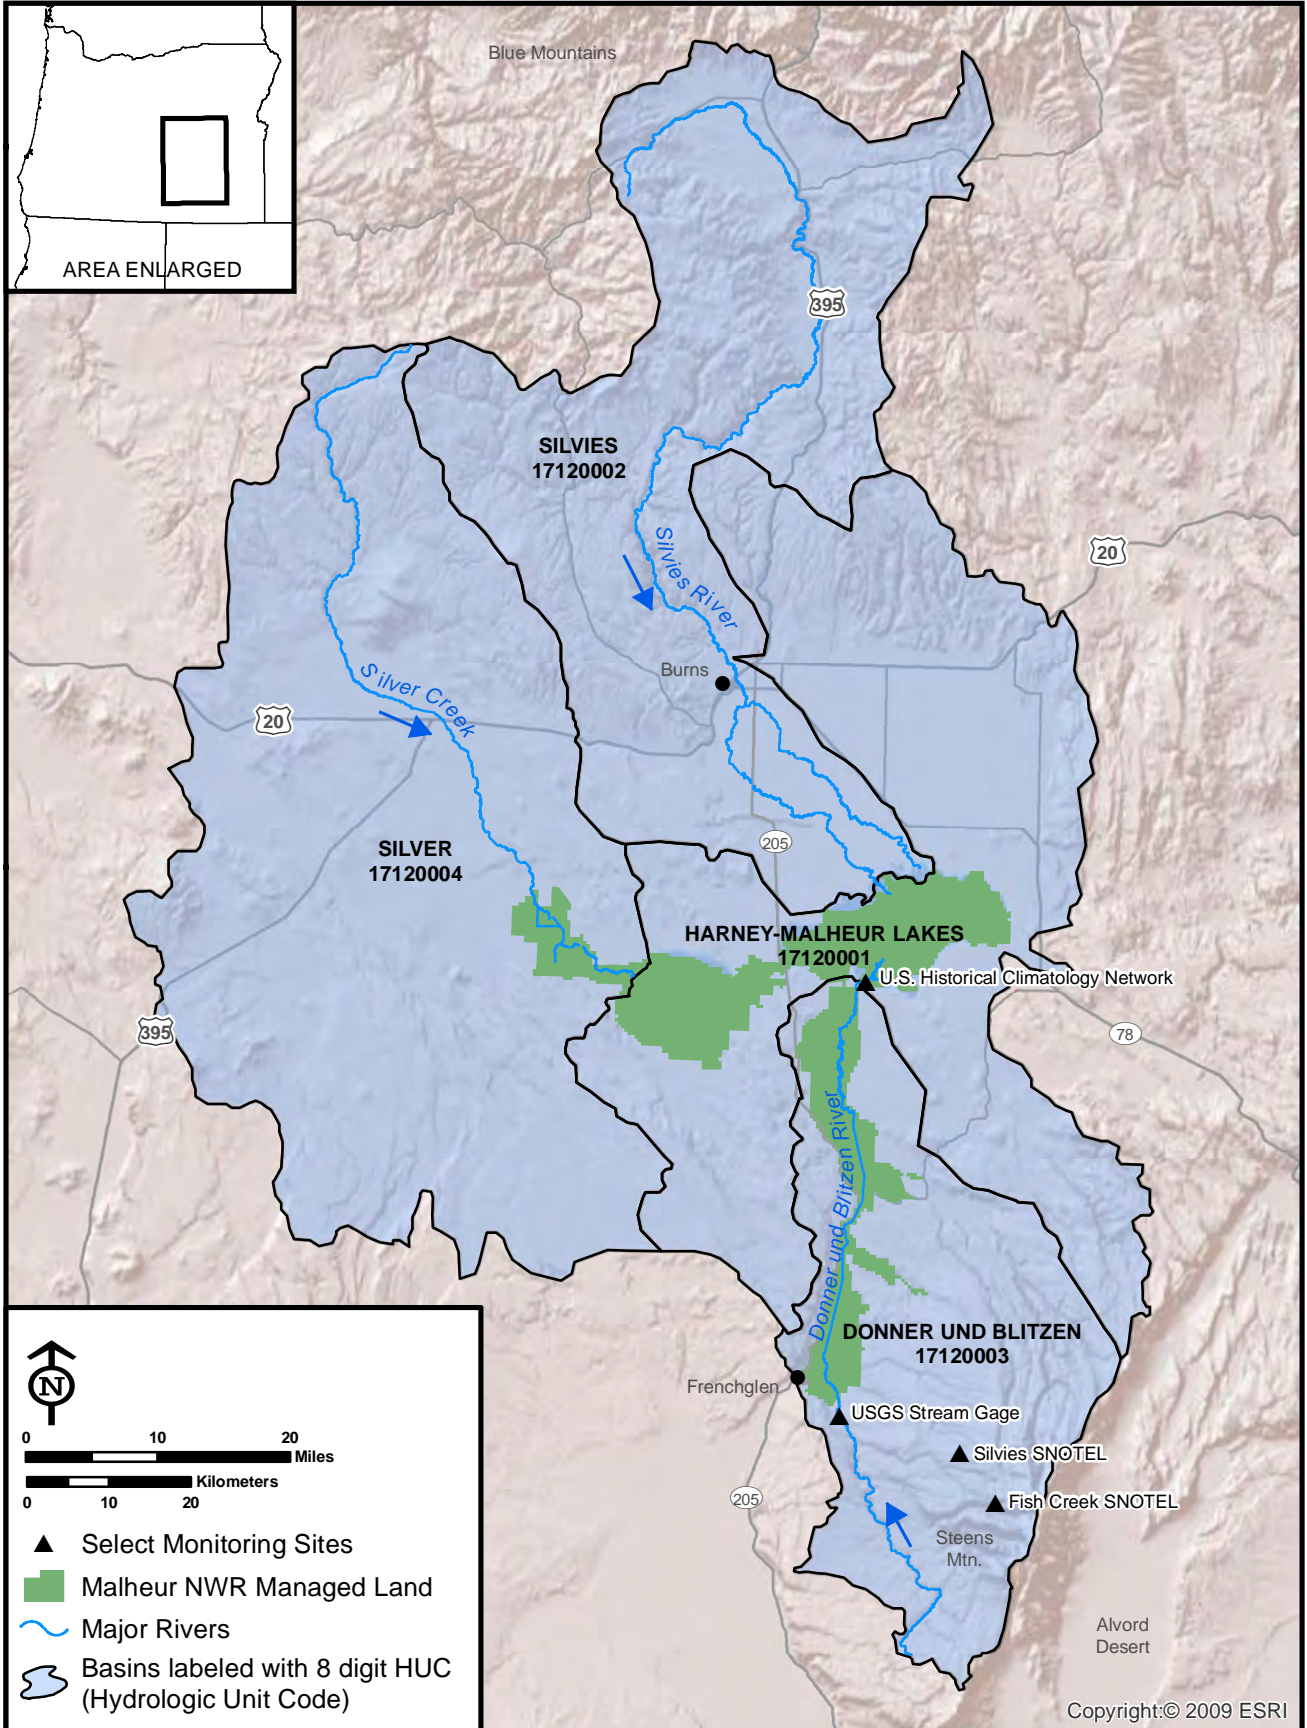 Blue Mountains
AREA ENLARGED
395
SILVIES
17120002
Silvies River
20
Burns
Silver Creek
20
205
SILVER
17120004
HARNEY-MALHEUR LAKES
17120001
U.S. Historical Climatology Network
395
78
Donner und Blitzen River
DONNER UND BLITZEN
17120003
Frenchglen
USGS Stream Gage
Silvies SNOTEL
205
Fish Creek SNOTEL
Steens
Mtn.
Alvord
Desert
N
0 10 20
Miles
Kilometers
0 10 20
Select Monitoring Sites
Malheur NWR Managed Land
Major Rivers
Basins labeled with 8 digit HUC
(Hydrologic Unit Code)
Copyright:© 2009 ESRI